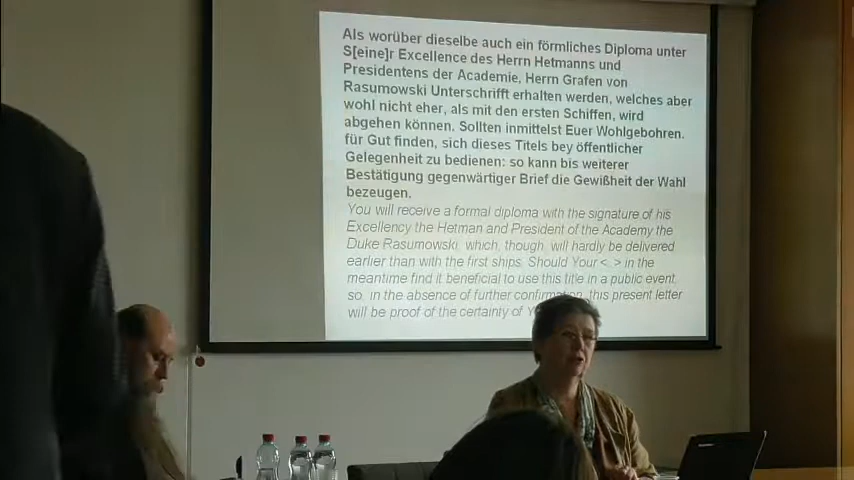 Als worüber dieselbe auch ein förmliches Diploma unter
S[eine]r Excellence des Herrn Hetmanns und
Presidentens der Academie, Herrn Grafen von
Rasumowski Unterschrifft erhalten werden, welches aber
wohl nicht eher, als mit den ersten Schiffen, wird
abgehen können. Sollten inmittelst Euer Wohlgebohren.
für Gut finden, sich dieses Titels bey öffentlicher
Gelegenheit zu bedienen: so kann bis weiterer
Bestätigung gegenwärtiger Brief die Gewißheit der Wahl
bezeugen.
You will receive a formal diploma with the signature of his
Excellency the Hetman and President of the Academy the
Duke Rasumowski, which, though, will hardly be delivered
earlier than with the first ships. Should Your <..> in the
meantime find it beneficial to use this title in a public event,
so, in the absence of further confirmation, this present letter
will be proof of the certainty of